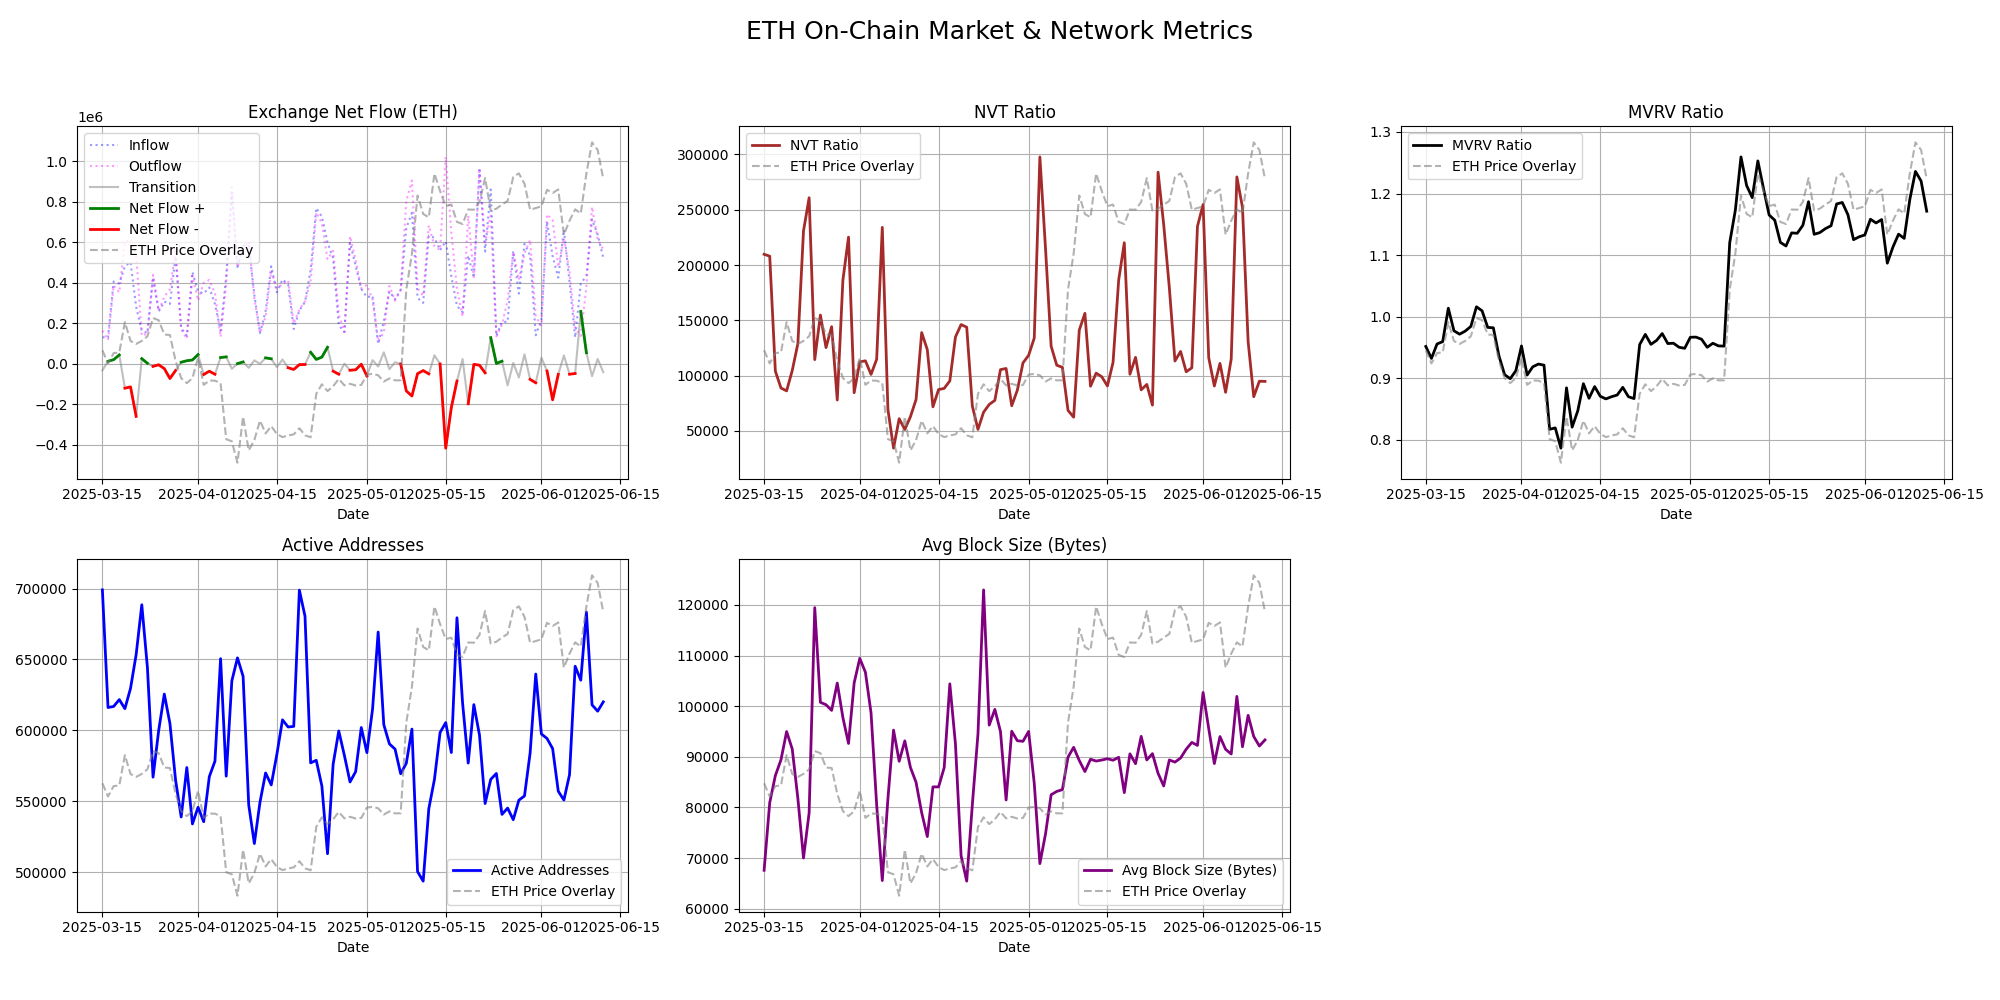 ETH On-Chain Market & Network Metrics
Exchange Net Flow (ETH)
1e6
Inflow
Outflow
Transition
Net Flow +
Net Flow -
ETH Price Overlay
1.0
0.8
0.6
0.4
0.2
0.0
−0.2
−0.4
2025-03-15 2025-04-01 2025-04-15 2025-05-01 2025-05-15 2025-06-01 2025-06-15
Date
NVT Ratio
NVT Ratio
ETH Price Overlay
300000
250000
200000
150000
100000
50000
2025-03-15 2025-04-01 2025-04-15 2025-05-01 2025-05-15 2025-06-01 2025-06-15
Date
MVRV Ratio
MVRV Ratio
ETH Price Overlay
1.3
1.2
1.1
1.0
0.9
0.8
2025-03-15 2025-04-01 2025-04-15 2025-05-01 2025-05-15 2025-06-01 2025-06-15
Date
Active Addresses
700000
650000
600000
550000
500000
Active Addresses
ETH Price Overlay
2025-03-15 2025-04-01 2025-04-15 2025-05-01 2025-05-15 2025-06-01 2025-06-15
Date
Avg Block Size (Bytes)
120000
110000
100000
90000
80000
70000
60000
Avg Block Size (Bytes)
ETH Price Overlay
2025-03-15 2025-04-01 2025-04-15 2025-05-01 2025-05-15 2025-06-01 2025-06-15
Date